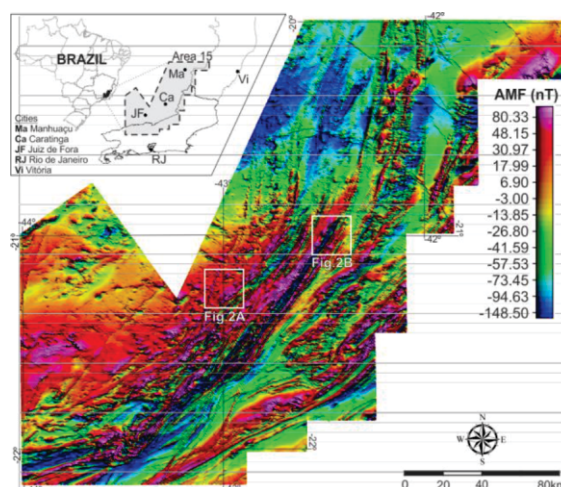 BRAZIL
Area 15
Ma
Vi
Ca
JF
RJ
Cities
Ma Manhuaçu
Ca Caratinga
JF Juiz de Fora
RJ Rio de Janeiro
Vi Vitória
-20°
-42°
AMF (nT)
80.33
48.15
30.97
17.99
6.90
-3.00
-13.85
-26.80
-41.59
-57.53
-73.45
-94.63
-148.50
-44°
-21°
-42°
-21°
Fig.2B
Fig.2A
-22°
-22°
N
W E
S
0 20 40 80km